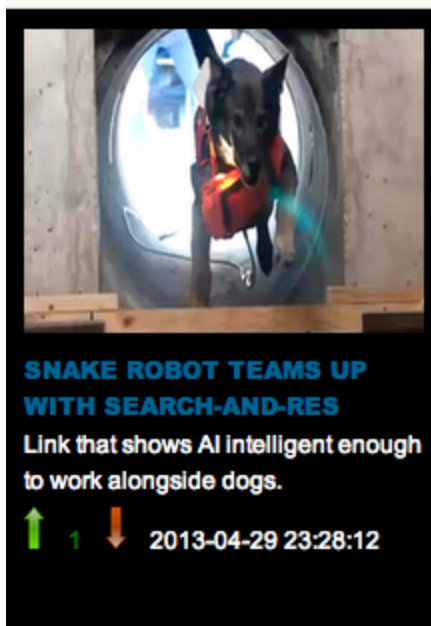 SNAKE ROBOT TEAMS UP
WITH SEARCH-AND-RES
Link that shows AI intelligent enough
to work alongside dogs.
1 2013-04-29 23:28:12